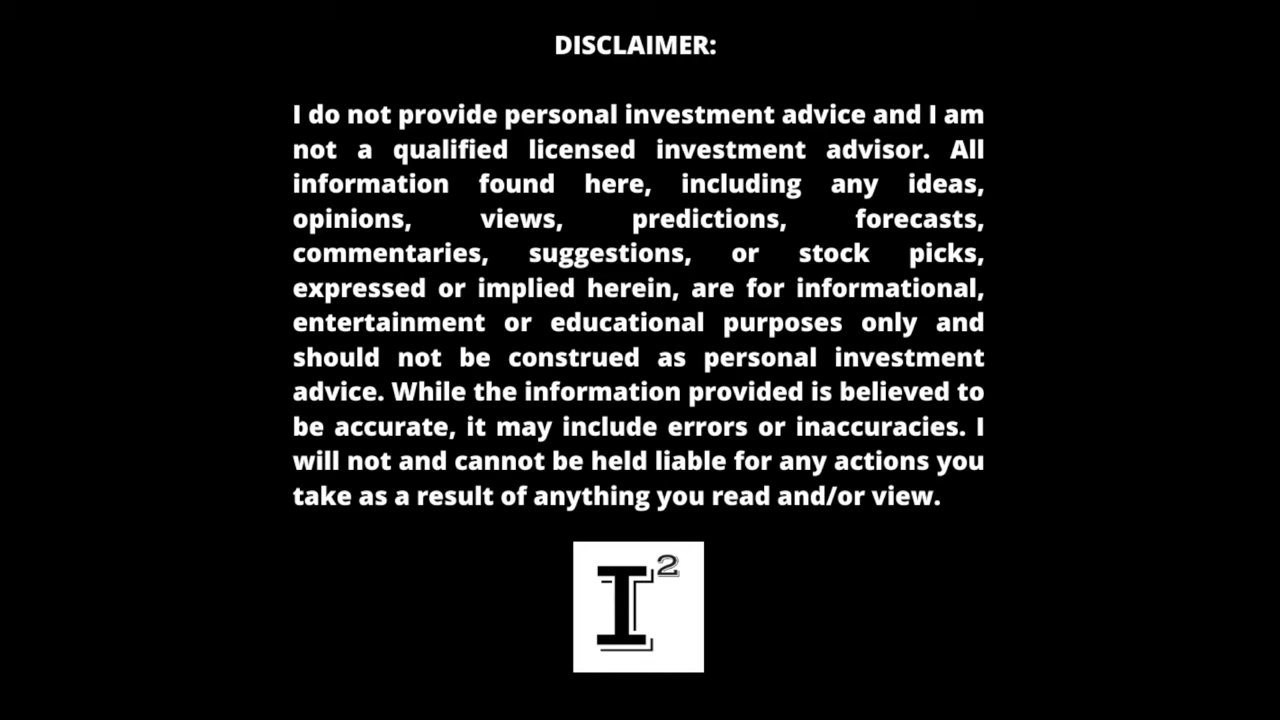 DISCLAIMER:
I do not provide personal investment advice and I am
not a qualified licensed investment advisor. All
information found here, including any ideas,
opinions, views, predictions, forecasts,
commentaries, suggestions, or stock picks,
expressed or implied herein, are for informational,
entertainment or educational purposes only and
should not be construed as personal investment
advice. While the information provided is believed to
be accurate, it may include errors or inaccuracies. I
will not and cannot be held liable for any actions you
take as a result of anything you read and/or view.
I²